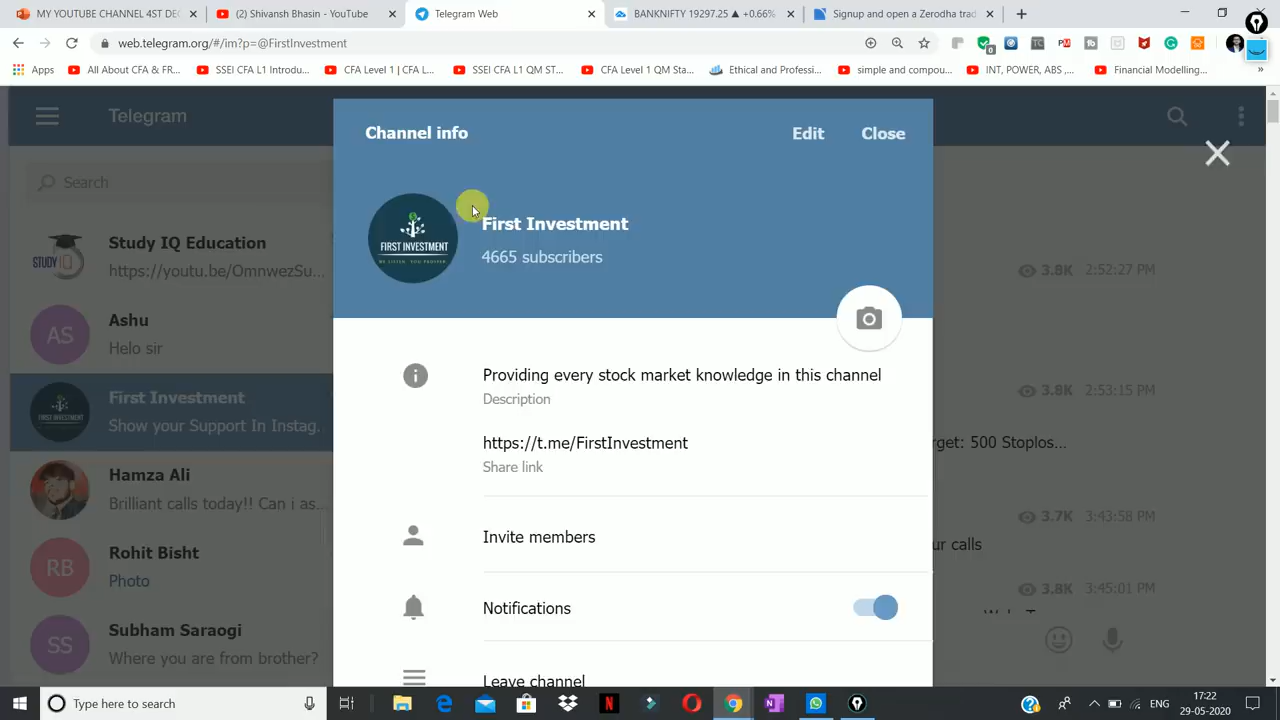 MY YOUTUBE CHANNEL 4ST DEC
(2) Shivansh Bhasin - YouTube
Telegram Web
BANKNIFTY 19297.25 ▲ +0.66%
Signup and open a Zerodha trad
web.telegram.org/#/im?p=@FirstInvestment
Apps
All About CFA & FR...
SSEI CFA L1 Introdu...
CFA Level 1 | CFA L...
SSEI CFA L1 QM ST...
CFA Level 1 QM Sta...
Ethical and Professi...
simple and compou...
INT, POWER, ABS ,...
Financial Modelling...
»
Telegram
Channel info
Edit
Close
Search
First Investment
4665 subscribers
FIRST INVESTMENT
Study IQ Education
https://youtu.be/OmnwezSu...
STUDY
3.8K 2:52:27 PM
Ashu
Helo sir
AS
Providing every stock market knowledge in this channel
Description
3.8K 2:53:15 PM
First Investment
Show your Support In Instag...
https://t.me/FirstInvestment
Share link
rget: 500 Stoplos...
Hamza Ali
Brilliant calls today!! Can i as...
3.7K 3:43:58 PM
Invite members
ur calls
Rohit Bisht
Photo
RB
3.8K 3:45:01 PM
Notifications
Subham Saraogi
Where you are from brother?
SS
Leave channel
Type here to search
ENG
17:22
29-05-2020